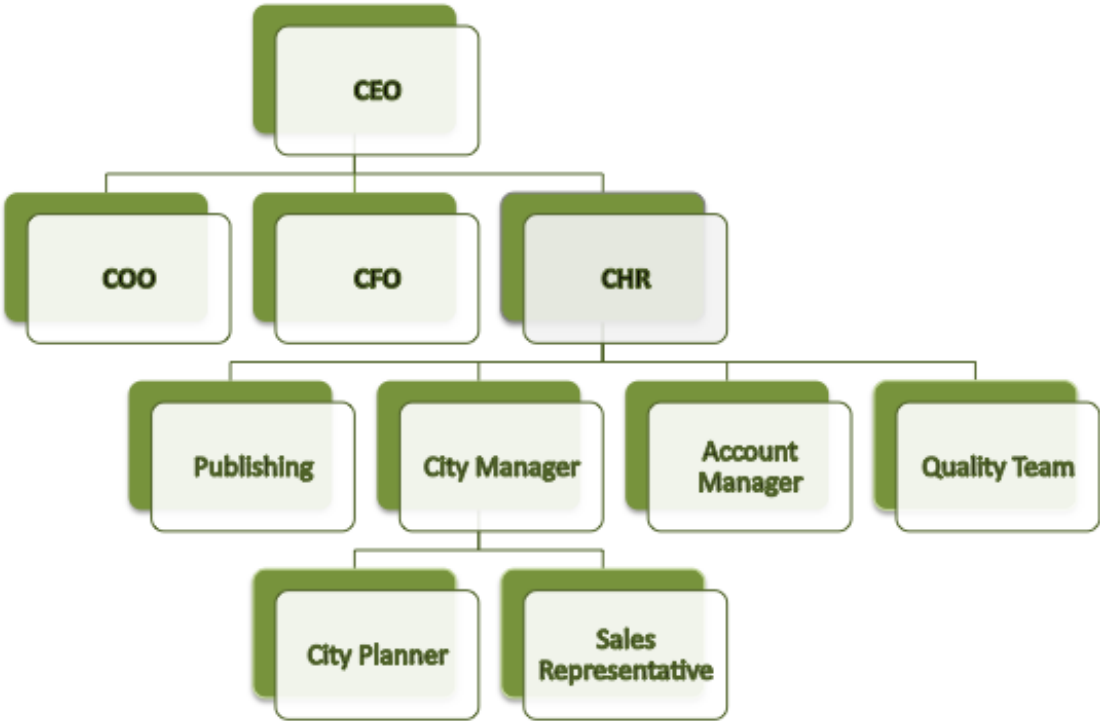 CEO
COO
CFO
CHR
Publishing
City Manager
Account
Manager
Quality Team
City Planner
Sales
Representative